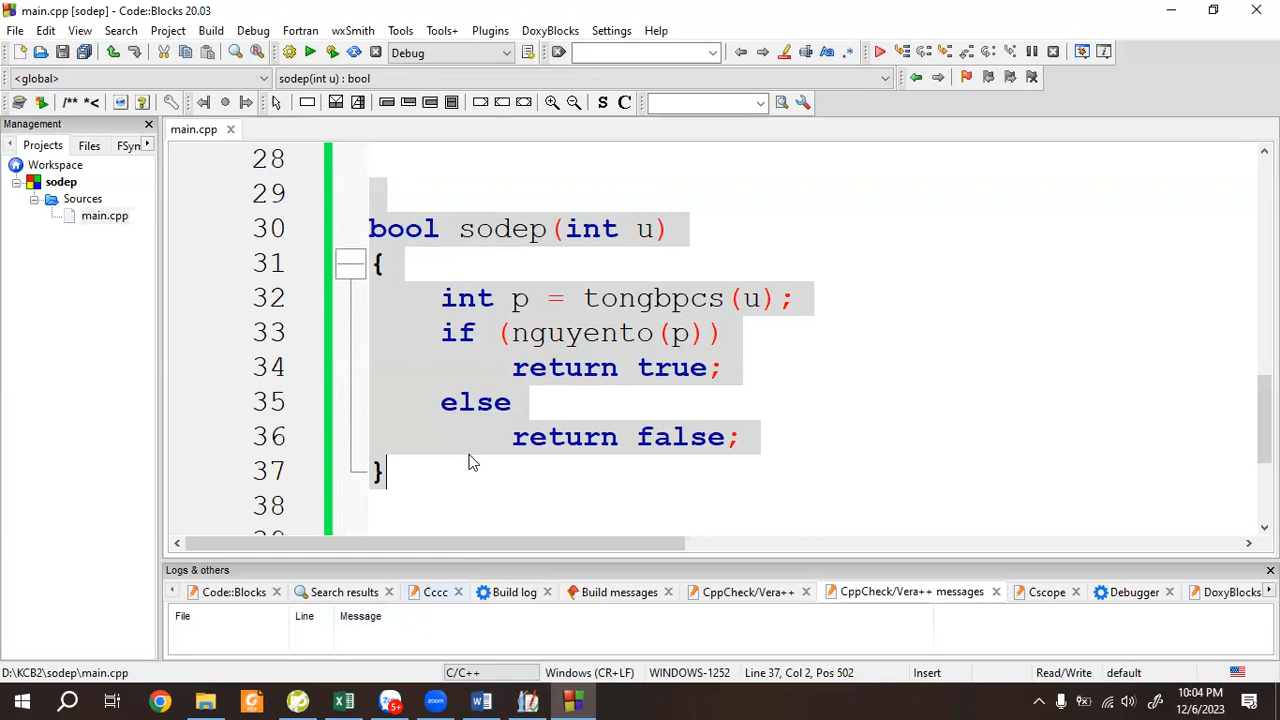 main.cpp [sodep] - Code::Blocks 20.03
File Edit View Search Project Build Debug Fortran wxSmith Tools Tools+ Plugins DoxyBlocks Settings Help
Debug
<global> sodep(int u) : bool
/** *< S C
Management
Projects Files FSyn
Workspace
sodep
Sources
main.cpp
main.cpp
28
29
30 bool sodep(int u)
31 {
32 int p = tongbpcs(u);
33 if (nguyento(p))
34 return true;
35 else
36 return false;
37 }
38
Logs & others
Code::Blocks Search results Cccc Build log Build messages CppCheck/Vera++ CppCheck/Vera++ messages Cscope Debugger DoxyBlocks
File Line Message
D:\KCB2\sodep\main.cpp C/C++ Windows (CR+LF) WINDOWS-1252 Line 37, Col 2, Pos 502 Insert Read/Write default
5+ zoom
10:04 PM
12/6/2023